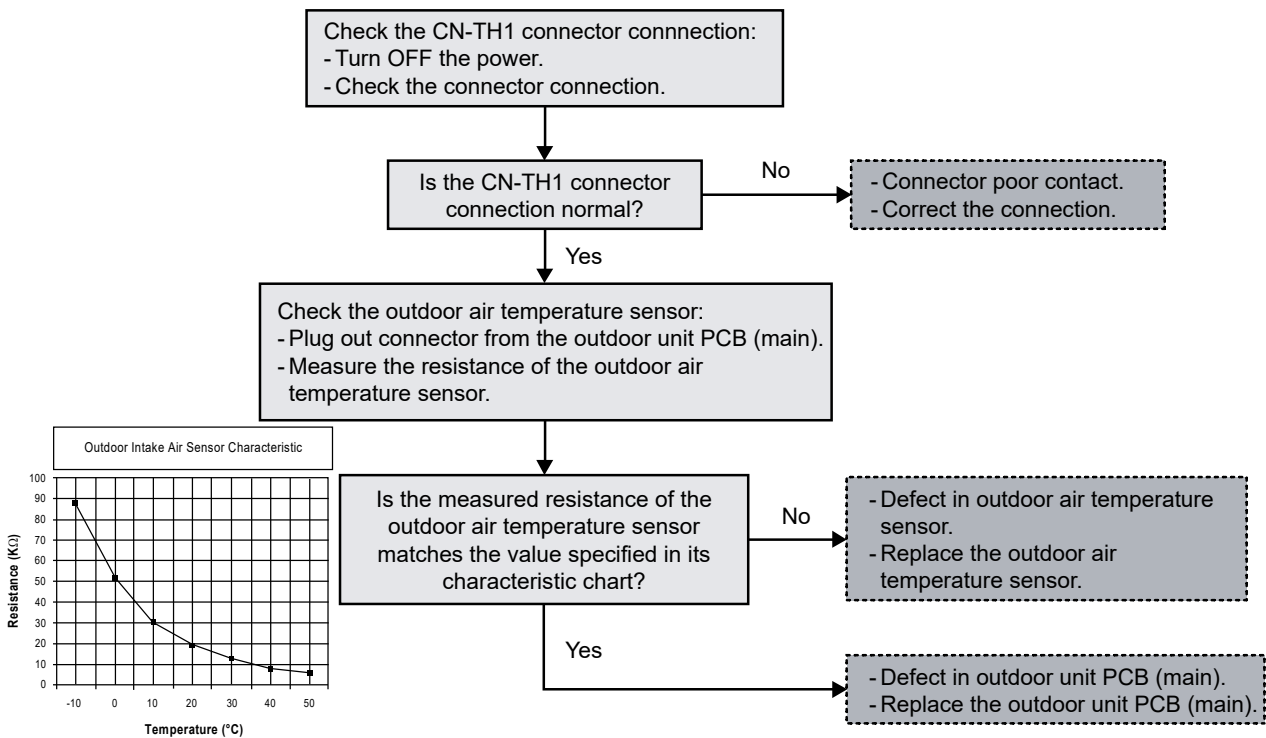 Check the CN-TH1 connector connnection:
- Turn OFF the power.
- Check the connector connection.
Is the CN-TH1 connector
connection normal?
No
- Connector poor contact.
- Correct the connection.
Yes
Check the outdoor air temperature sensor:
- Plug out connector from the outdoor unit PCB (main).
- Measure the resistance of the outdoor air
temperature sensor.
Outdoor Intake Air Sensor Characteristic
Resistance (KΩ)
100
90
80
70
60
50
40
30
20
10
0
-10 0 10 20 30 40 50
Temperature (°C)
Is the measured resistance of the
outdoor air temperature sensor
matches the value specified in its
characteristic chart?
No
- Defect in outdoor air temperature
sensor.
- Replace the outdoor air
temperature sensor.
Yes
- Defect in outdoor unit PCB (main).
- Replace the outdoor unit PCB (main).